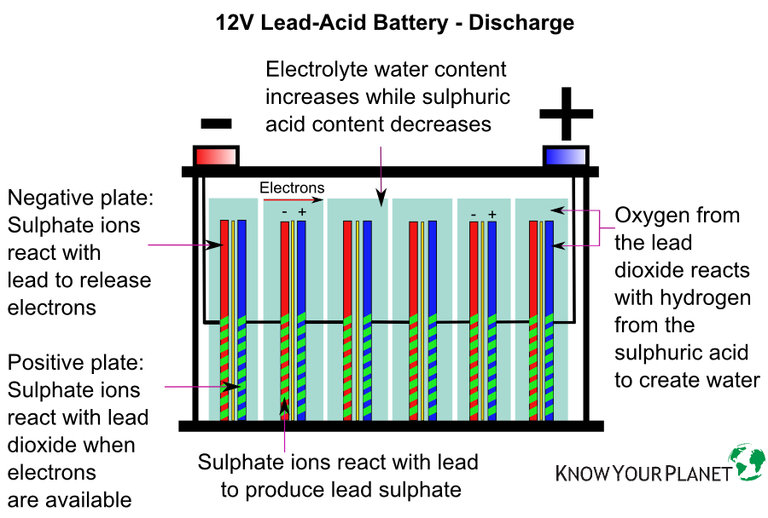 12V Lead-Acid Battery - Discharge
Electrolyte water content
increases while sulphuric
acid content decreases
-
+
Electrons
- +
- +
Negative plate:
Sulphate ions
react with
lead to release
electrons
Positive plate:
Sulphate ions
react with lead
dioxide when
electrons
are available
Oxygen from
the lead
dioxide reacts
with hydrogen
from the
sulphuric acid
to create water
Sulphate ions react with lead
to produce lead sulphate
KNOWYOURPLANET